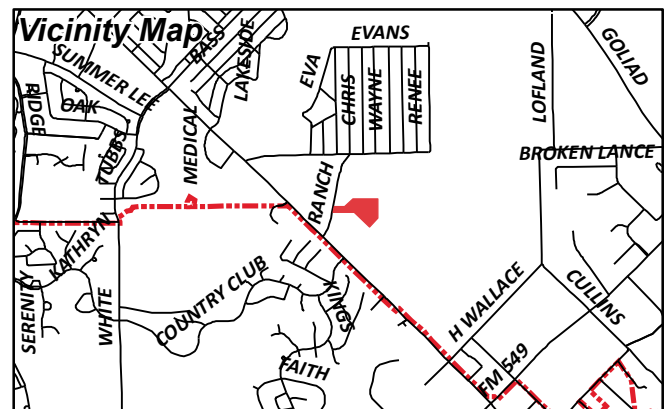 Vicinity Map
EVANS
GOLIAD
BASS
LAKESIDE
SUMMER LEE
EVA
LOFLAND
RIDGE
OAK
CHRIS
WAYNE
RENEE
TUBBS
MEDICAL
BROKEN LANCE
RANCH
KATHRYN
COUNTRY CLUB
SERENITY
WHITE
KINGS
H WALLACE
CULLINS
FAITH
FM 549